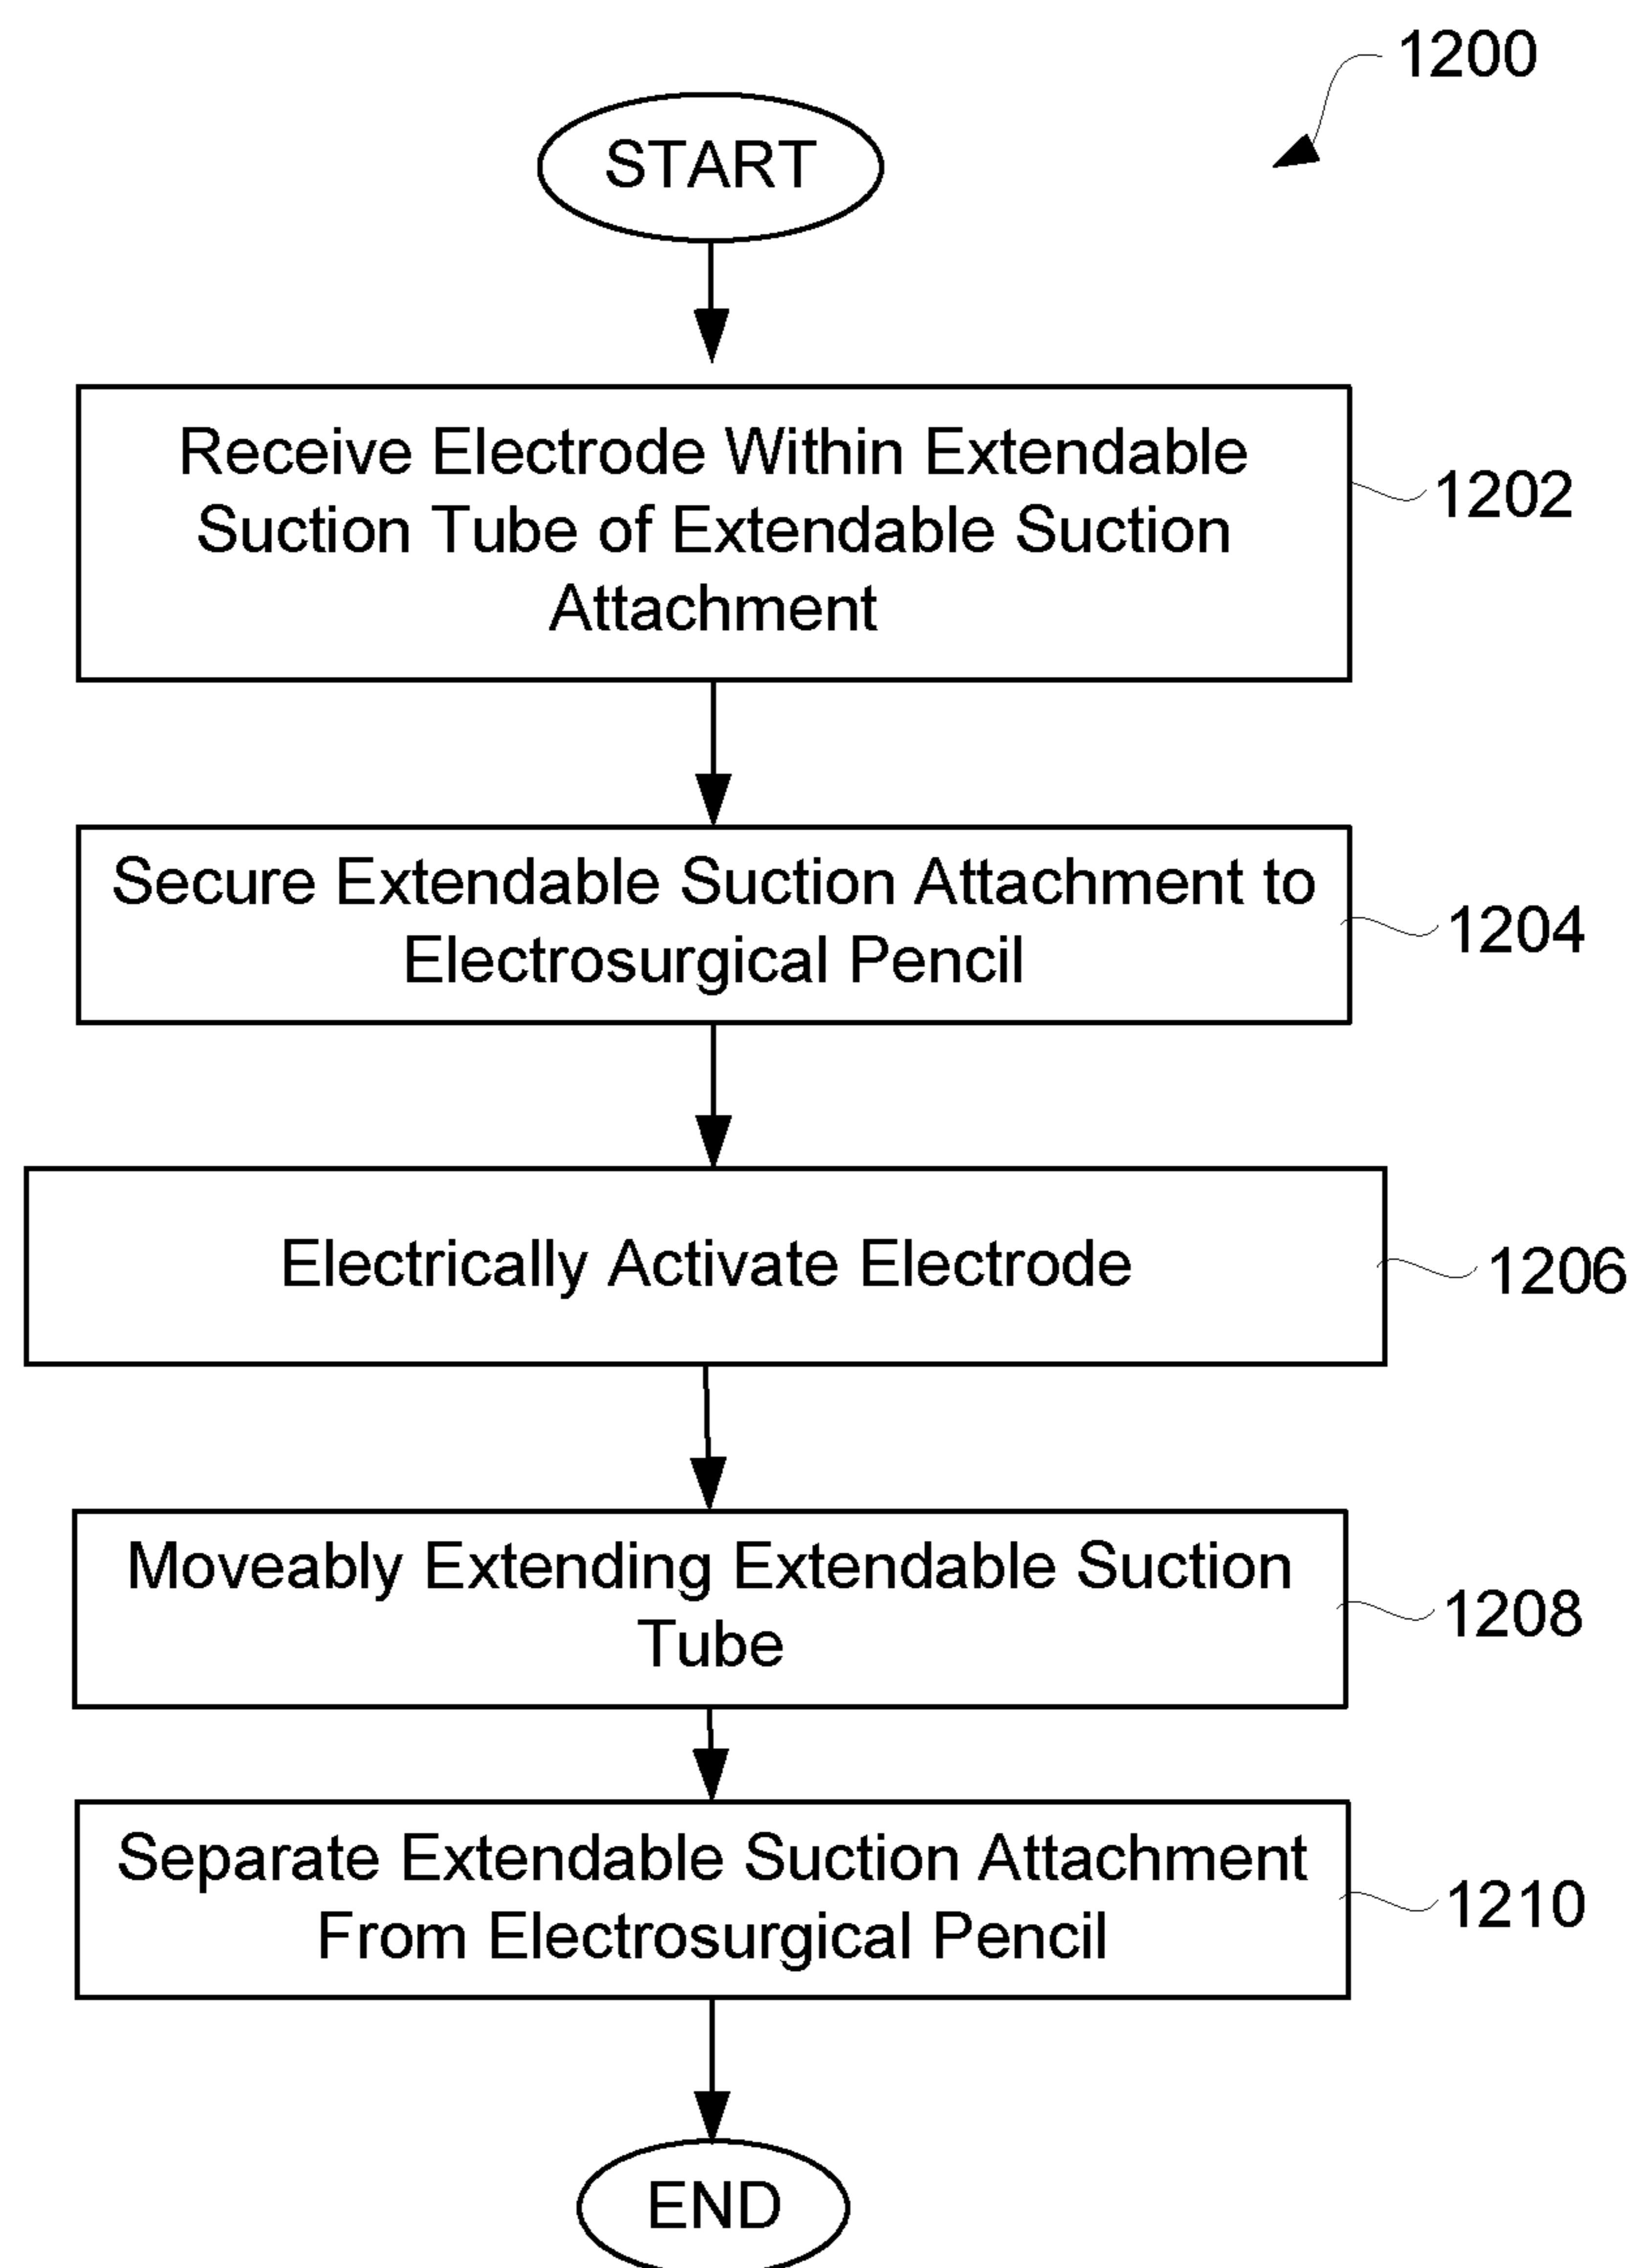 1200
START
Receive Electrode Within Extendable
Suction Tube of Extendable Suction
Attachment
1202
Secure Extendable Suction Attachment to
Electrosurgical Pencil
1204
Electrically Activate Electrode
1206
Moveably Extending Extendable Suction
Tube
1208
Separate Extendable Suction Attachment
From Electrosurgical Pencil
1210
END